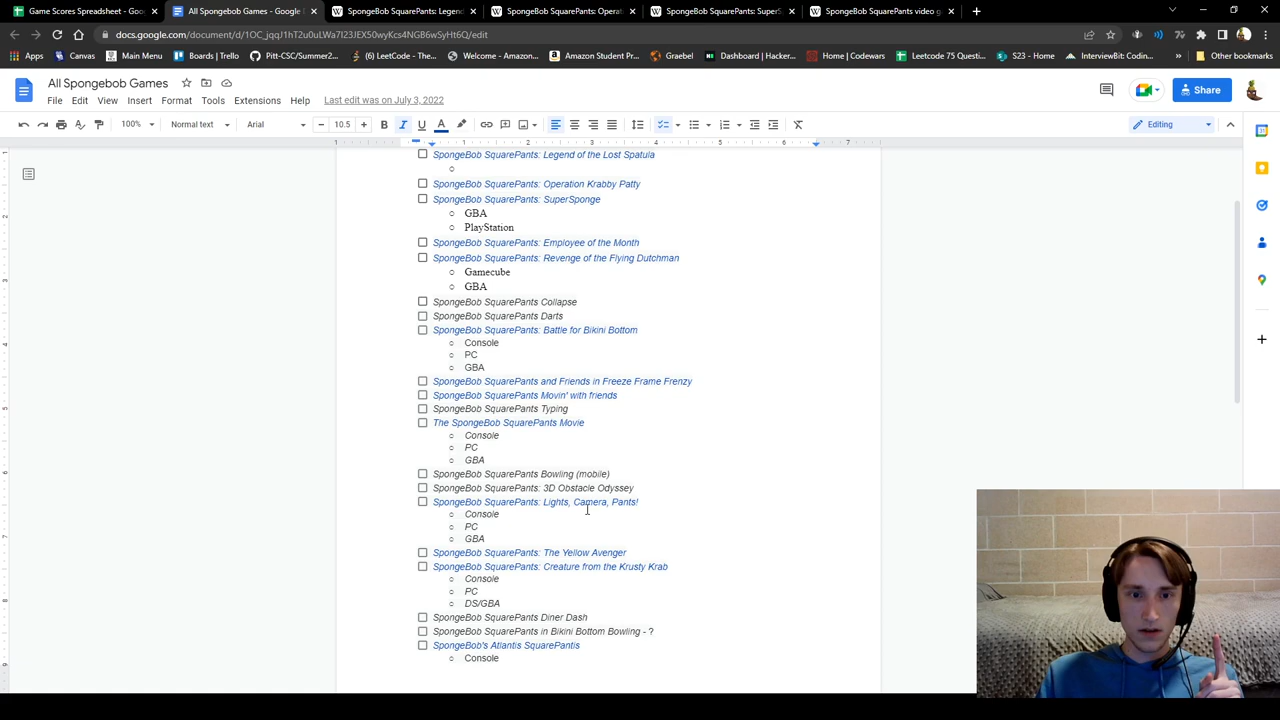 Game Scores Spreadsheet - Goo
All Spongebob Games - Google D
SpongeBob SquarePants: Legend
SpongeBob SquarePants: Operat
SpongeBob SquarePants: SuperS
SpongeBob SquarePants video g
docs.google.com/document/d/
Apps
Canvas
Main Menu
Boards | Trello
Pitt-CSC/Summer2...
(1) LeetCode - The...
Welcome - Amazon...
Amazon Student Pr...
Graebel
Dashboard | Hacker...
Home | Codewars
Leetcode 75 Questi...
S23 - Home
InterviewBit: Codin...
Other bookmarks
All Spongebob Games
File Edit View Insert Format Tools Extensions Help Last edit was on July 3, 2022
Share
100% Normal text Arial 10.5 Editing
SpongeBob SquarePants: Legend of the Lost Spatula
SpongeBob SquarePants: Operation Krabby Patty
SpongeBob SquarePants: SuperSponge
GBA
PlayStation
SpongeBob SquarePants: Employee of the Month
SpongeBob SquarePants: Revenge of the Flying Dutchman
Gamecube
GBA
SpongeBob SquarePants Collapse
SpongeBob SquarePants Darts
SpongeBob SquarePants: Battle for Bikini Bottom
Console
PC
GBA
SpongeBob SquarePants and Friends in Freeze Frame Frenzy
SpongeBob SquarePants Movin' with friends
SpongeBob SquarePants Typing
The SpongeBob SquarePants Movie
Console
PC
GBA
SpongeBob SquarePants Bowling (mobile)
SpongeBob SquarePants: 3D Obstacle Odyssey
SpongeBob SquarePants: Lights, Camera, Pants!
Console
PC
GBA
SpongeBob SquarePants: The Yellow Avenger
SpongeBob SquarePants: Creature from the Krusty Krab
Console
PC
DS/GBA
SpongeBob SquarePants Diner Dash
SpongeBob SquarePants in Bikini Bottom Bowling - ?
SpongeBob's Atlantis SquarePantis
Console